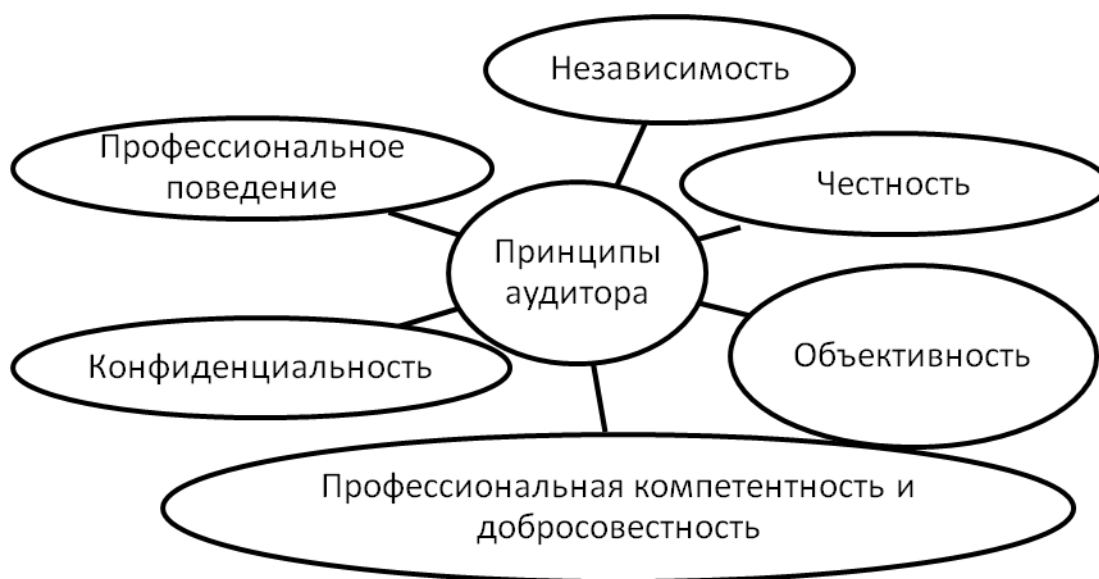 Независимость
Профессиональное
поведение
Честность
Принципы
аудитора
Объективность
Конфиденциальность
Профессиональная компетентность и
добросовестность